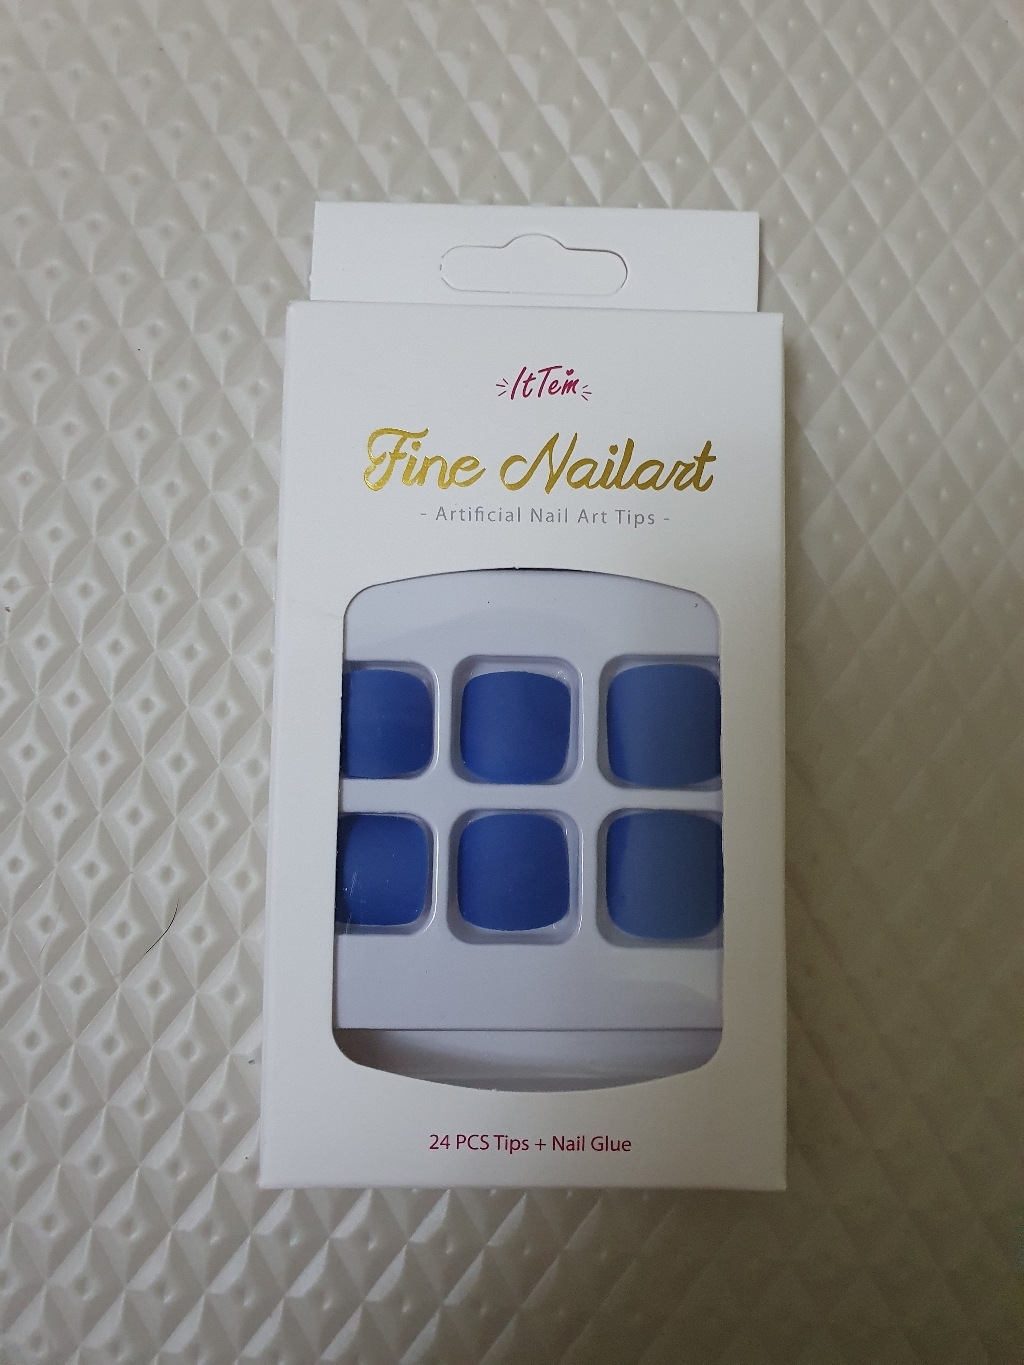 ItTem
Fine Nailart
- Artificial Nail Art Tips -
24 PCS Tips + Nail Glue